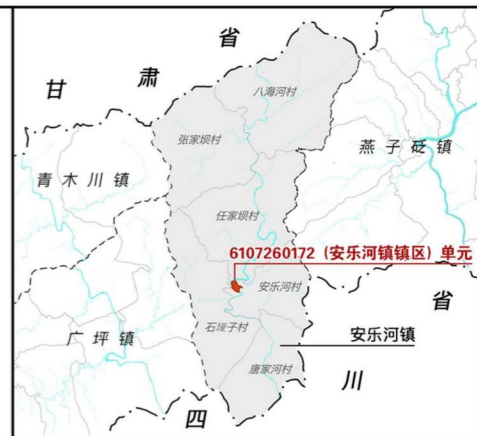 甘肃省
八海河村
张家坝村
燕子砭镇
青木川镇
任家坝村
6107260172（安乐河镇镇区）单元
安乐河村
石垭子村
安乐河镇
广坪镇
唐家河村
四川省